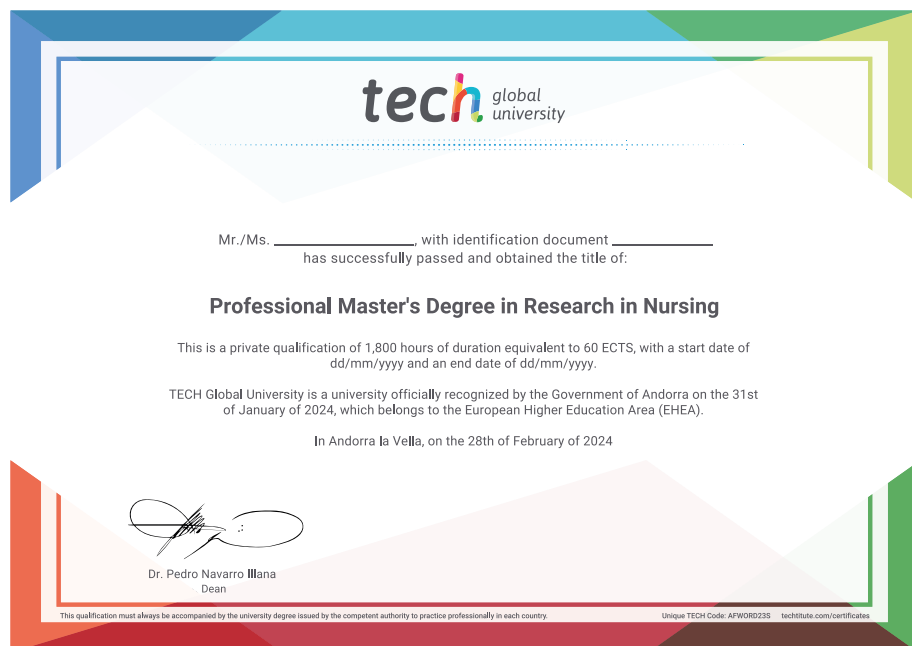 tech global
university
Mr./Ms. ____________, with identification document ____________
has successfully passed and obtained the title of:
Professional Master's Degree in Research in Nursing
This is a private qualification of 1,800 hours of duration equivalent to 60 ECTS, with a start date of
dd/mm/yyyy and an end date of dd/mm/yyyy.
TECH Global University is a university officially recognized by the Government of Andorra on the 31st
of January of 2024, which belongs to the European Higher Education Area (EHEA).
In Andorra la Vella, on the 28th of February of 2024
Dr. Pedro Navarro Illana
Dean
This qualification must always be accompanied by the university degree issued by the competent authority to practice professionally in each country.
Unique TECH Code: AFWORD23S techtitute.com/certificates